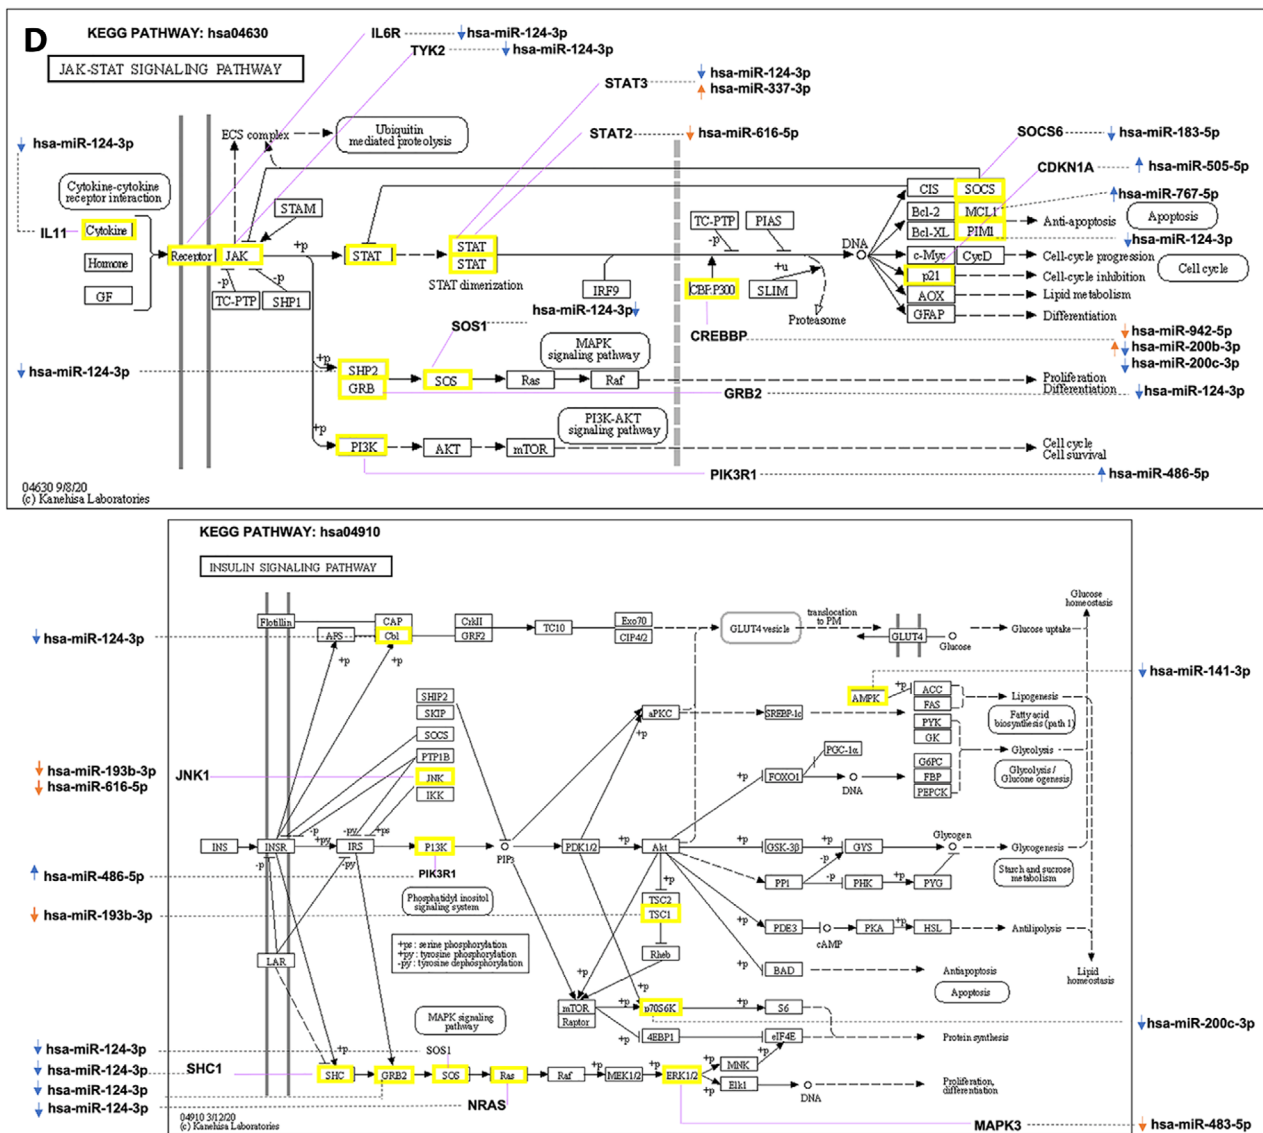 D
KEGG PATHWAY: hsa04630
JAK-STAT SIGNALING PATHWAY
IL6R
hsa-miR-124-3p
TYK2
hsa-miR-124-3p
STAT3
hsa-miR-124-3p
hsa-miR-337-3p
STAT2
hsa-miR-616-5p
SOCS6
hsa-miR-183-5p
CDKN1A
hsa-miR-505-5p
hsa-miR-767-5p
hsa-miR-124-3p
hsa-miR-124-3p
ECS complex
Ubiquitin
mediated proteolysis
Cytokine-cytokine
receptor interaction
IL11
Cytokine
Hormone
GF
Receptor
JAK
STAM
+p
-p
-p
TC-PTP
SHP1
STAT
STAT
STAT
STAT dimerization
IRF9
TC-PTP
PIAS
-p
+u
CBP:P300
SLIM
Proteasome
DNA
CIS
SOCS
Bcl-2
MCL1
Bcl-XL
PIM1
c-Myc
CycD
p21
AOX
GFAP
Anti-apoptosis
Apoptosis
Cell-cycle progression
Cell cycle
Cell-cycle inhibition
Lipid metabolism
Differentiation
hsa-miR-124-3p
SOS1
CREBBP
hsa-miR-942-5p
hsa-miR-200b-3p
hsa-miR-200c-3p
MAPK
signaling pathway
hsa-miR-124-3p
+p
SHP2
GRB
SOS
Ras
Raf
Proliferation
Differentiation
GRB2
hsa-miR-124-3p
PI3K-AKT
signaling pathway
+p
PI3K
AKT
mTOR
Cell cycle
Cell survival
PIK3R1
hsa-miR-486-5p
04630 9/8/20
(c) Kanehisa Laboratories
KEGG PATHWAY: hsa04910
INSULIN SIGNALING PATHWAY
Glucose
homeostasis
Flotillin
CAP
hsa-miR-124-3p
APS
Cbl
CrkII
GRF2
TC10
Exo70
CIP4/2
GLUT4 vesicle
translocation
to PM
GLUT4
Glucose
Glucose uptake
+p
+p
hsa-miR-141-3p
SHIP2
SKIP
SOCS
PTP1B
JNK
IKK
aPKC
+p
SREBP-1c
AMPK
+p
ACC
FAS
Lipogenesis
Fatty acid
biosynthesis (path 1)
PYK
GK
Glycolysis
PGC-1α
G6PC
FBP
PEPCK
Glycolysis /
Glucone ogenesis
hsa-miR-193b-3p
hsa-miR-616-5p
JNK1
+p
FOXO1
DNA
-p
-py
+ps
INS
INSR
+py
IRS
+p
PI3K
PIP3
PDK1/2
+p
Akt
+p
GSK-3β
GYS
Glycogen
Glycogenesis
-p
-py
-p
-p
hsa-miR-486-5p
PIK3R1
PP1
PHK
+p
PYG
Starch and sucrose
metabolism
Phosphatidyl inositol
signaling system
hsa-miR-193b-3p
+p
TSC2
TSC1
+p
PDE3
cAMP
PKA
+p
HSL
Antilipolysis
+ps : serine phosphorylation
+py : tyrosine phosphorylation
-py : tyrosine dephosphorylation
Rheb
LAR
+p
+p
BAD
Antiapoptosis
Apoptosis
Lipid
homeostasis
+p
mTOR
Raptor
+p
p70S6K
+p
S6
MAPK signaling
pathway
hsa-miR-200c-3p
+p
4EBP1
eIF4E
Protein synthesis
hsa-miR-124-3p
+p
SOS1
hsa-miR-124-3p
SHC1
SHC
GRB2
SOS
Ras
Raf
+p
MEK1/2
+p
ERK1/2
+p
MNK
+p
+p
Elk1
DNA
Proliferation,
differentiation
hsa-miR-124-3p
hsa-miR-124-3p
NRAS
04910 3/12/20
(c) Kanehisa Laboratories
MAPK3
hsa-miR-483-5p